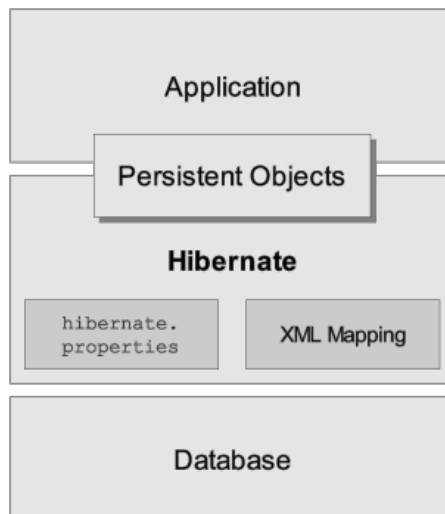 Application
Persistent Objects
Hibernate
hibernate.
properties
XML Mapping
Database